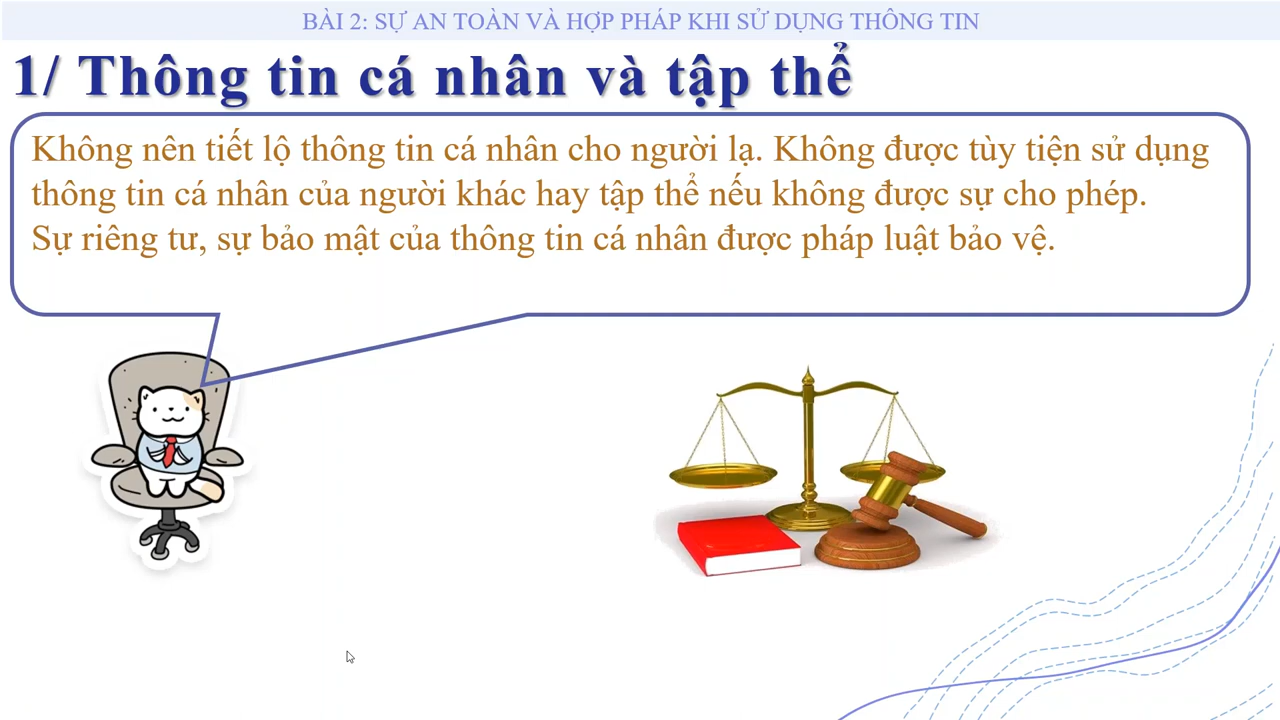 BÀI 2: SỰ AN TOÀN VÀ HỢP PHÁP KHI SỬ DỤNG THÔNG TIN
1/ Thông tin cá nhân và tập thể
Không nên tiết lộ thông tin cá nhân cho người lạ. Không được tùy tiện sử dụng
thông tin cá nhân của người khác hay tập thể nếu không được sự cho phép.
Sự riêng tư, sự bảo mật của thông tin cá nhân được pháp luật bảo vệ.